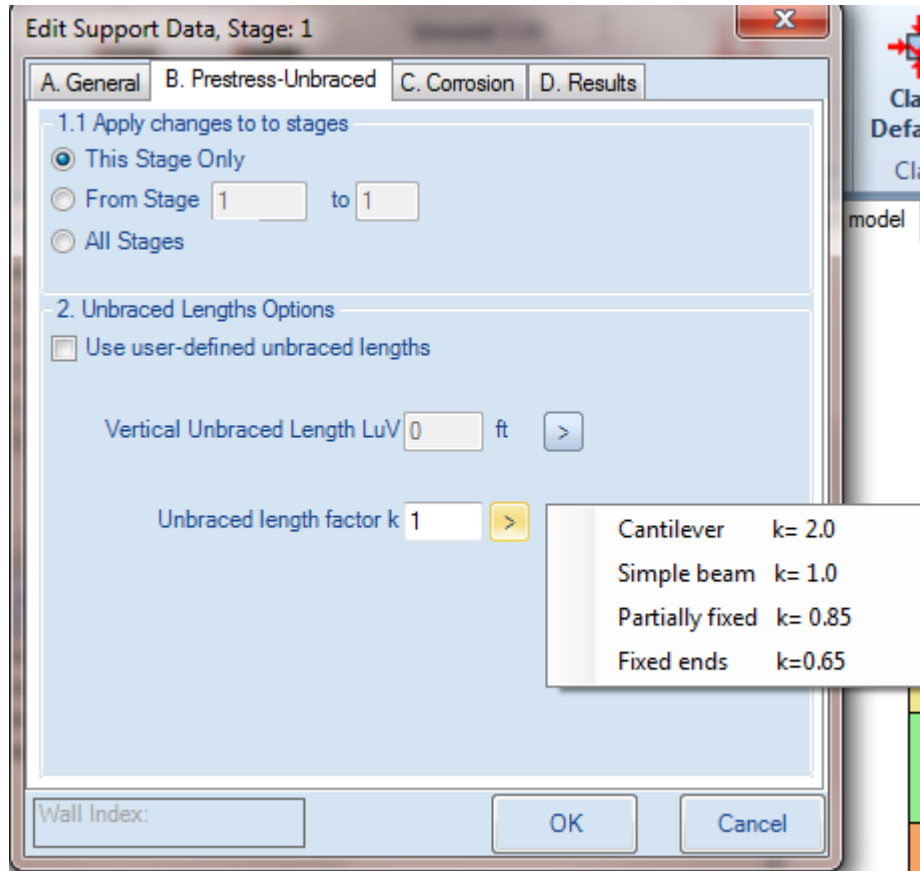 Edit Support Data, Stage: 1
x
A. General
B. Prestress-Unbraced
C. Corrosion
D. Results
1.1 Apply changes to to stages
This Stage Only
From Stage 1 to 1
All Stages
2. Unbraced Lengths Options
Use user-defined unbraced lengths
Vertical Unbraced Length LuV 0 ft >
Unbraced length factor k 1 >
Cantilever k= 2.0
Simple beam k= 1.0
Partially fixed k= 0.85
Fixed ends k=0.65
Wall Index:
OK
Cancel
model